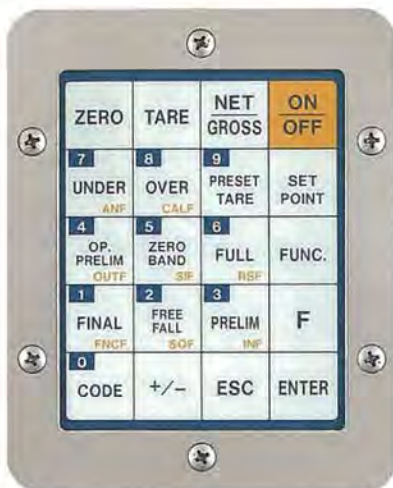 ZERO TARE NET GROSS ON OFF
7 8 9
UNDER OVER PRESET TARE SET POINT
ANF CALF
4 5 6
OP. PRELIM ZERO BAND FULL FUNC.
OUTF SIF RSF
1 2 3
FINAL FREE FALL PRELIM F
FNCF SOF INF
0
CODE +/− ESC ENTER